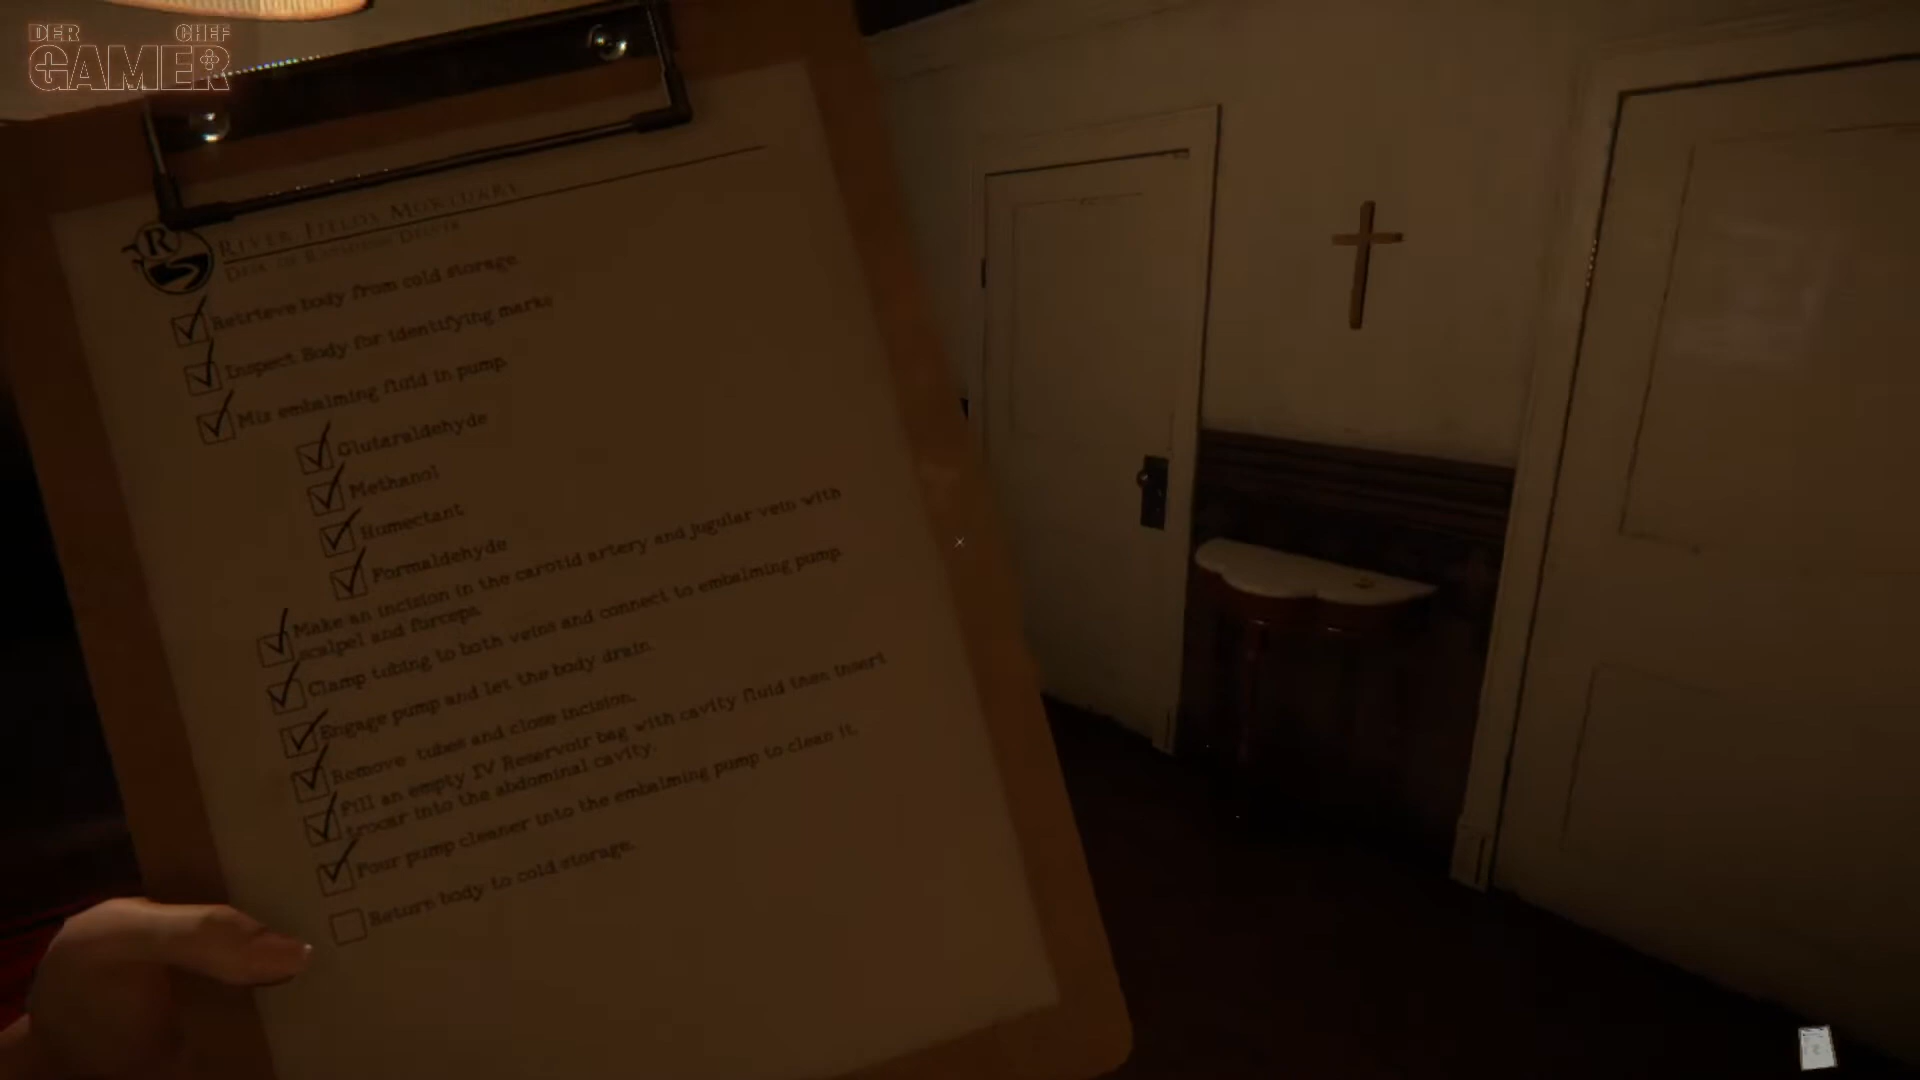 DER CHEF
GAMER
R
RIVER FIELDS MORTUARY
Retrieve body from cold storage.
Inspect Body for identifying marks
Mix embalming fluid in pump.
Glutaraldehyde
Methanol
Humectant
Formaldehyde
Make an incision in the carotid artery and jugular vein with
scalpel and forceps.
Clamp tubing to both veins and connect to embalming pump.
Engage pump and let the body drain.
Remove tubes and close incision.
Fill an empty IV Reservoir bag with cavity fluid then insert
trocar into the abdominal cavity.
Pour pump cleaner into the embalming pump to clean it.
Return body to cold storage.